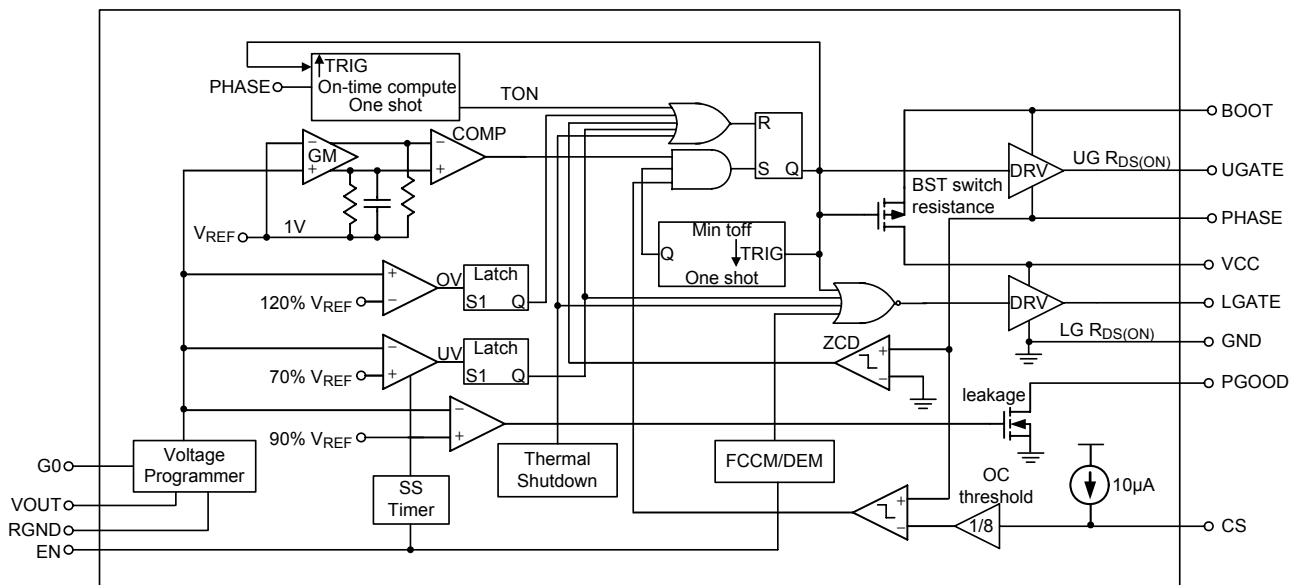 TRIG
PHASE
On-time compute
One shot
TON
BOOT
R
COMP
GM
DRV
UG RDS(ON)
UGATE
S
Q
BST switch
resistance
PHASE
Min toff
1V
VREF
Q
TRIG
VCC
One shot
OV
Latch
S1
Q
120% VREF
DRV
LGATE
UV
Latch
S1
Q
70% VREF
ZCD
LG RDS(ON)
GND
PGOOD
leakage
90% VREF
G0
Voltage
Programmer
Thermal
Shutdown
FCCM/DEM
VOUT
SS
Timer
OC
threshold
10µA
RGND
1/8
CS
EN
+
−
+
−
+
−
+
−
+
−
+
−
+
−
+
−